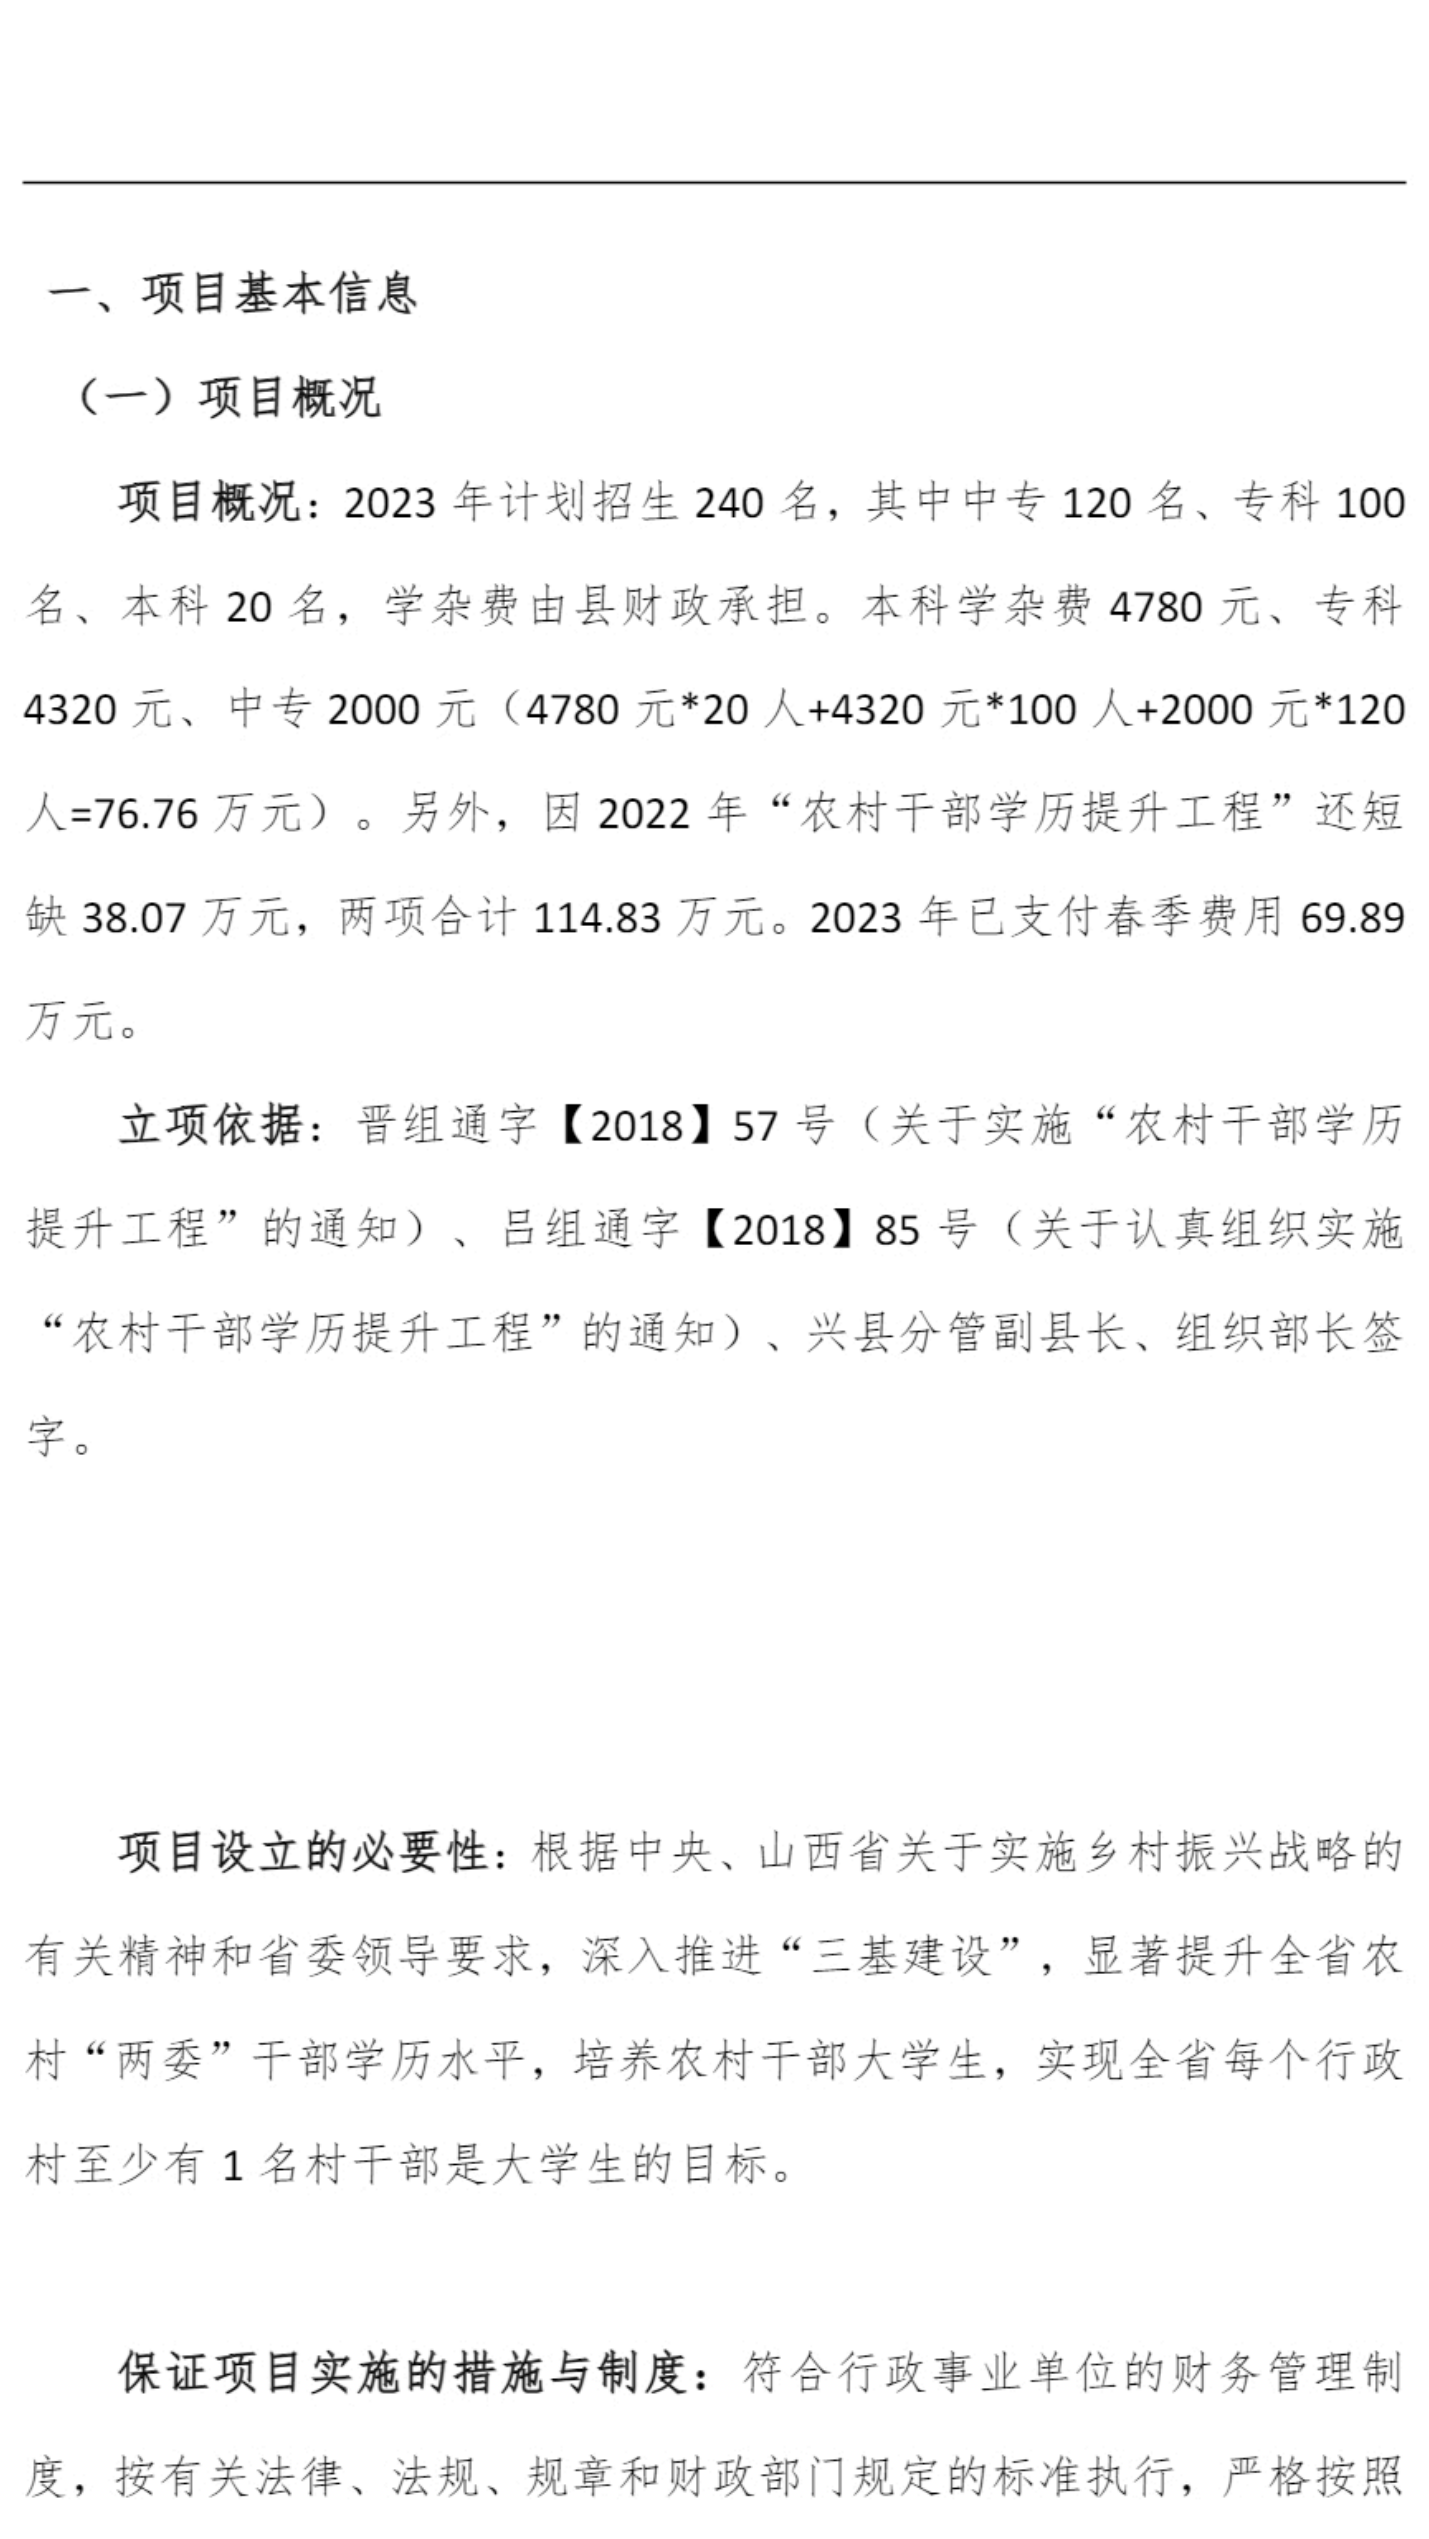 一、项目基本信息
（一）项目概况
项目概况：2023 年计划招生 240 名，其中中专 120 名、专科 100
名、本科 20 名，学杂费由县财政承担。本科学杂费 4780 元、专科
4320 元、中专 2000 元（4780 元*20 人+4320 元*100 人+2000 元*120
人=76.76 万元）。另外，因 2022 年“农村干部学历提升工程”还短
缺 38.07 万元，两项合计 114.83 万元。2023 年已支付春季费用 69.89
万元。
立项依据：晋组通字【2018】57 号（关于实施“农村干部学历
提升工程”的通知）、吕组通字【2018】85 号（关于认真组织实施
“农村干部学历提升工程”的通知）、兴县分管副县长、组织部长签
字。
项目设立的必要性：根据中央、山西省关于实施乡村振兴战略的
有关精神和省委领导要求，深入推进“三基建设”，显著提升全省农
村“两委”干部学历水平，培养农村干部大学生，实现全省每个行政
村至少有 1 名村干部是大学生的目标。
保证项目实施的措施与制度：符合行政事业单位的财务管理制
度，按有关法律、法规、规章和财政部门规定的标准执行，严格按照